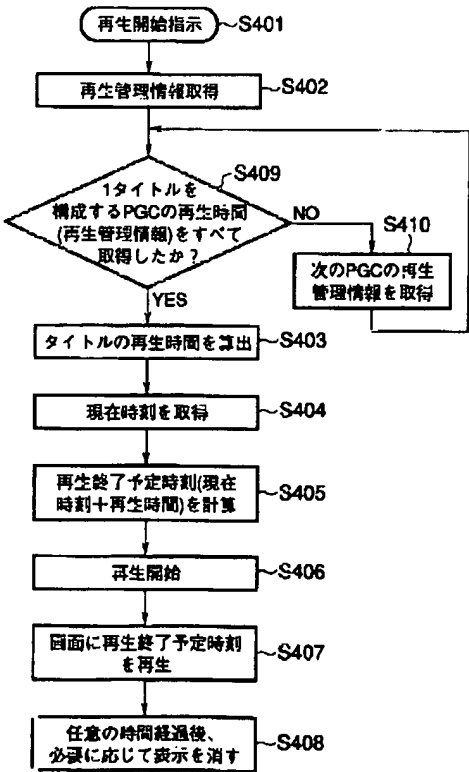 再生開始指示
S401
再生管理情報取得
S402
S409
1タイトルを
構成するPGCの再生時間
(再生管理情報)をすべて
取得したか?
NO
S410
次のPGCの再生
管理情報を取得
YES
タイトルの再生時間を算出
S403
現在時刻を取得
S404
再生終了予定時刻(現在
時刻+再生時間)を計算
S405
再生開始
S406
画面に再生終了予定時刻
を再生
S407
任意の時間経過後、
必要に応じて表示を消す
S408